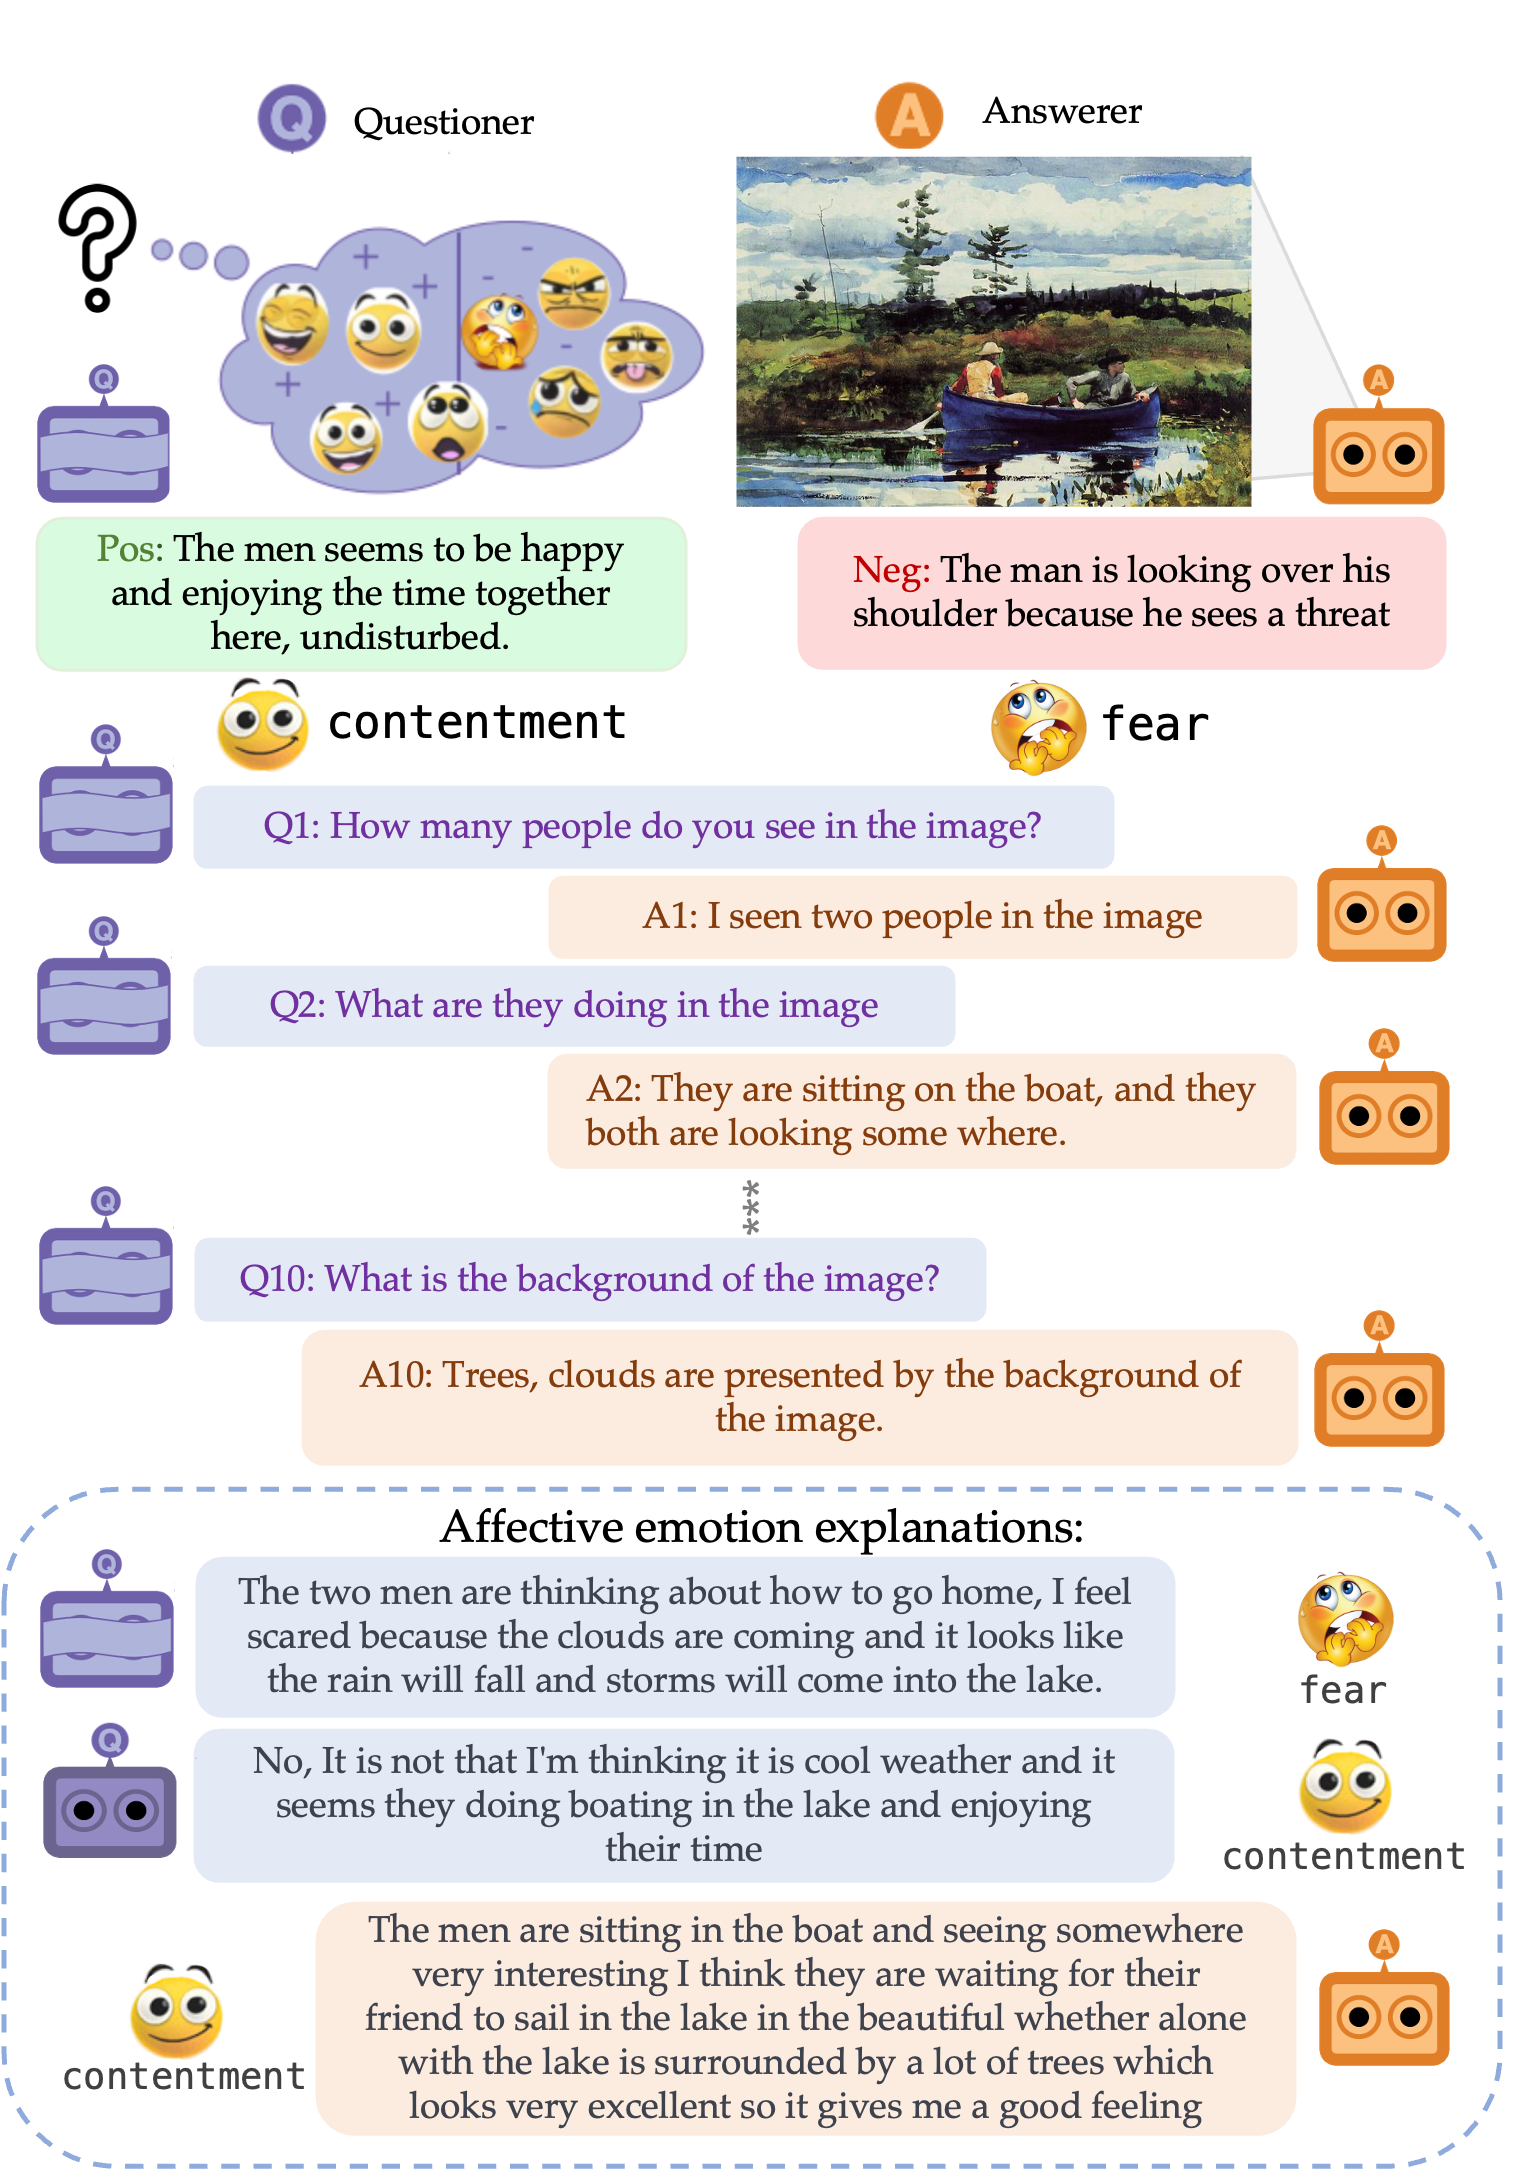 Q Questioner
A Answerer
Q
A
Pos: The men seems to be happy
and enjoying the time together
here, undisturbed.
Neg: The man is looking over his
shoulder because he sees a threat
contentment
fear
Q
Q1: How many people do you see in the image?
A
A1: I seen two people in the image
Q
Q2: What are they doing in the image
A
A2: They are sitting on the boat, and they
both are looking some where.
***
Q
Q10: What is the background of the image?
A
A10: Trees, clouds are presented by the background of
the image.
Affective emotion explanations:
Q
The two men are thinking about how to go home, I feel
scared because the clouds are coming and it looks like
the rain will fall and storms will come into the lake.
fear
Q
No, It is not that I'm thinking it is cool weather and it
seems they doing boating in the lake and enjoying
their time
contentment
A
The men are sitting in the boat and seeing somewhere
very interesting I think they are waiting for their
friend to sail in the lake in the beautiful whether alone
with the lake is surrounded by a lot of trees which
looks very excellent so it gives me a good feeling
contentment